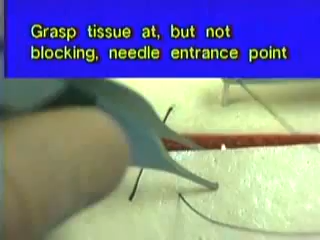 Grasp tissue at, but not
blocking, needle entrance point